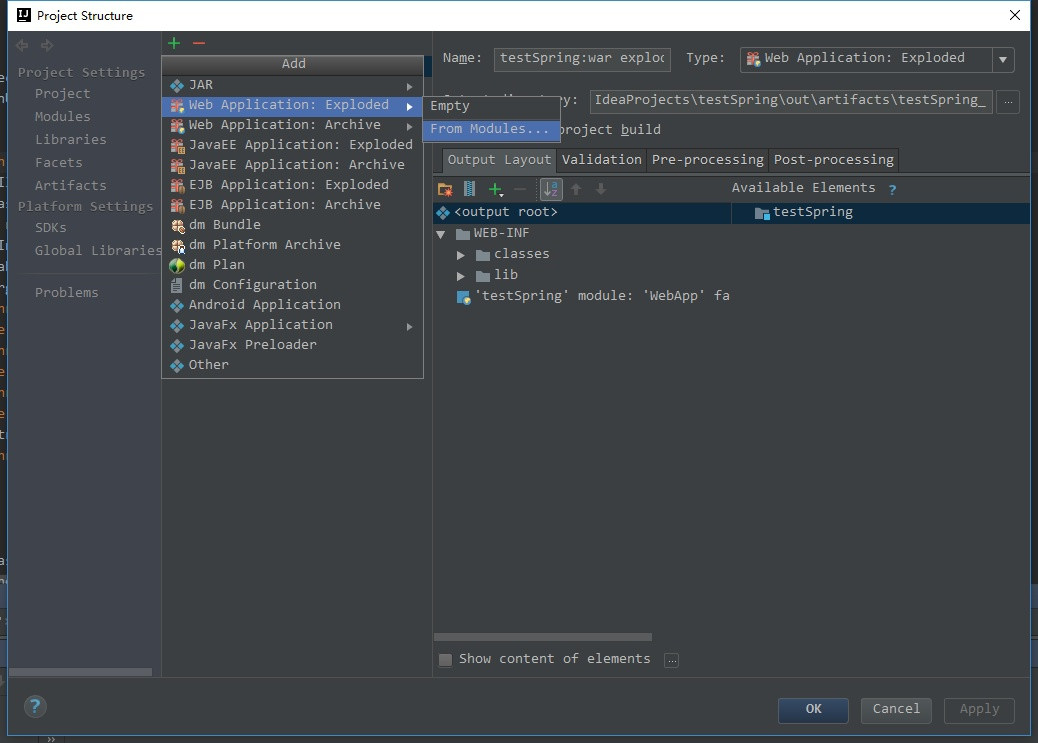 Project Structure
Project Settings
Project
Modules
Libraries
Facets
Artifacts
Platform Settings
SDKs
Global Libraries
Problems
Add
JAR
Web Application: Exploded
Web Application: Archive
JavaEE Application: Exploded
JavaEE Application: Archive
EJB Application: Exploded
EJB Application: Archive
dm Bundle
dm Platform Archive
dm Plan
dm Configuration
Android Application
JavaFx Application
JavaFx Preloader
Other
Empty
From Modules...
Name: testSpring:war explod Type: Web Application: Exploded
y: IdeaProjects\testSpring\out\artifacts\testSpring_ ...
project build
Output Layout Validation Pre-processing Post-processing
Available Elements ?
<output root> testSpring
WEB-INF
classes
lib
'testSpring' module: 'WebApp' fa
Show content of elements ...
? OK Cancel Apply